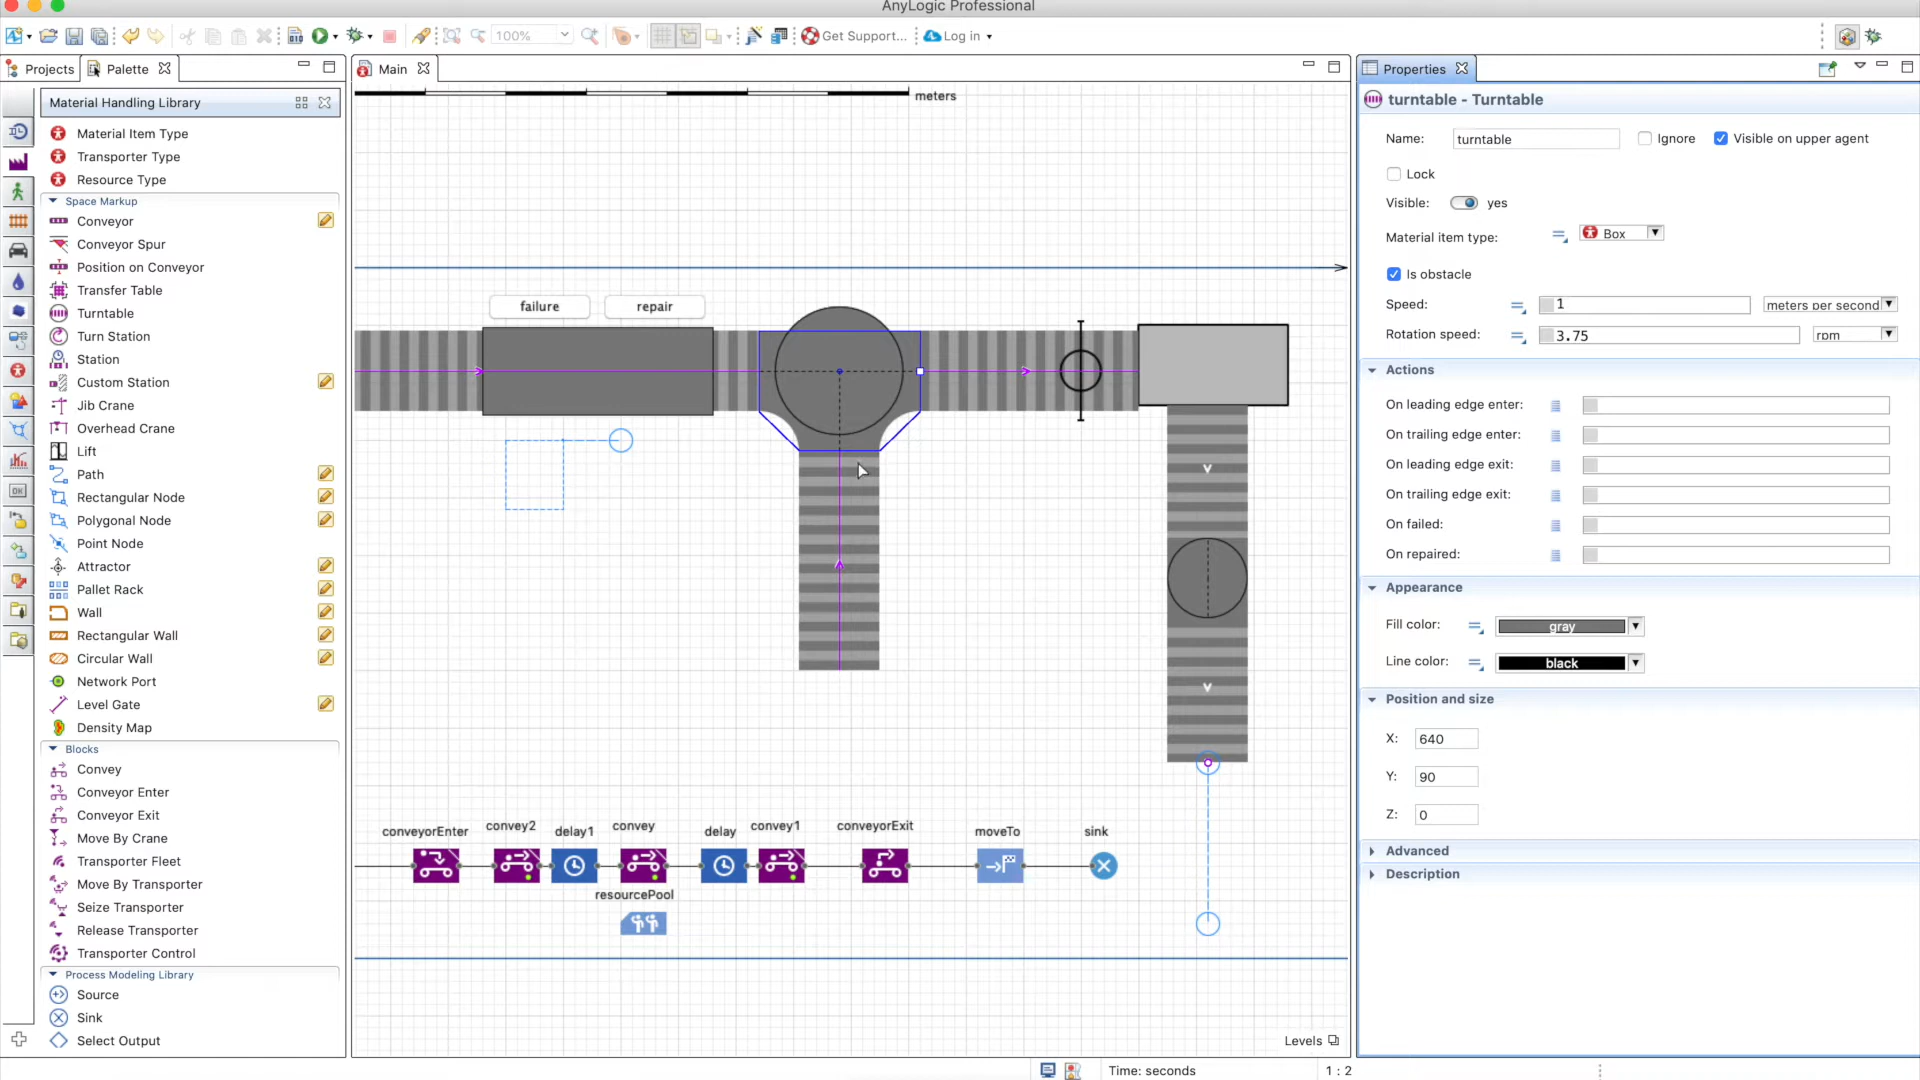 AnyLogic Professional
100%
Get Support...
Log in
Projects
Palette
Main
Properties
Material Handling Library
Material Item Type
Transporter Type
Resource Type
Space Markup
Conveyor
Conveyor Spur
Position on Conveyor
Transfer Table
Turntable
Turn Station
Station
Custom Station
Jib Crane
Overhead Crane
Lift
Path
Rectangular Node
Polygonal Node
Point Node
Attractor
Pallet Rack
Wall
Rectangular Wall
Circular Wall
Network Port
Level Gate
Density Map
Blocks
Convey
Conveyor Enter
Conveyor Exit
Move By Crane
Transporter Fleet
Move By Transporter
Seize Transporter
Release Transporter
Transporter Control
Process Modeling Library
Source
Sink
Select Output
meters
failure
repair
conveyorEnter
convey2
delay1
convey
delay
convey1
conveyorExit
moveTo
sink
resourcePool
Levels
turntable - Turntable
Name:
turntable
Ignore
Visible on upper agent
Lock
Visible:
yes
Material item type:
Box
Is obstacle
Speed:
1
meters per second
Rotation speed:
3.75
rpm
Actions
On leading edge enter:
On trailing edge enter:
On leading edge exit:
On trailing edge exit:
On failed:
On repaired:
Appearance
Fill color:
gray
Line color:
black
Position and size
X:
640
Y:
90
Z:
0
Advanced
Description
Time: seconds
1 : 2